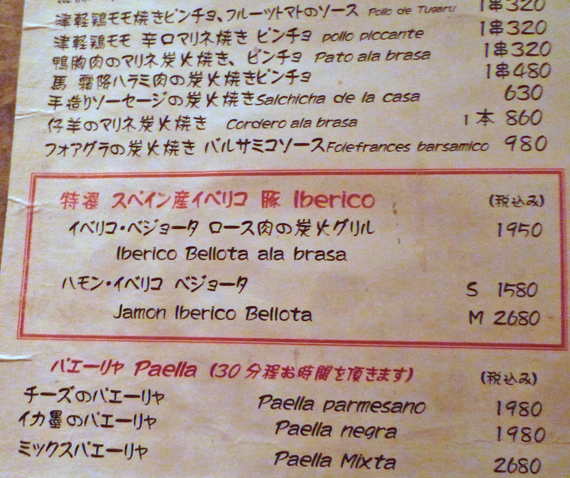 津軽鶏モモ焼きピンチョ、フルーツトマトのソース Pollo de Tugaru 1串320
津軽鶏モモ 辛口マリネ焼き ピンチョ pollo piccante 1串320
鴨胸肉のマリネ炭火焼き、ピンチョ Pato ala brasa 1串320
馬 霜降ハラミ肉の炭火焼きピンチョ 1串480
手造りソーセージの炭火焼き Salchicha de la casa 630
仔羊のマリネ炭火焼き Cordero ala brasa 1本 860
フォアグラの炭火焼き バルサミコソース Foiefrances barsamico 980
特選 スペイン産イベリコ 豚 Iberico (税込み)
イベリコ・ベジョータ ロース肉の炭火グリル 1950
Iberico Bellota ala brasa
ハモン・イベリコ ベジョータ S 1580
Jamon Iberico Bellota M 2680
パエーリャ Paella (30分程お時間を頂きます) (税込み)
チーズのパエーリャ Paella parmesano 1980
イカ墨のパエーリャ Paella negra 1980
ミックスパエーリャ Paella Mixta 2680